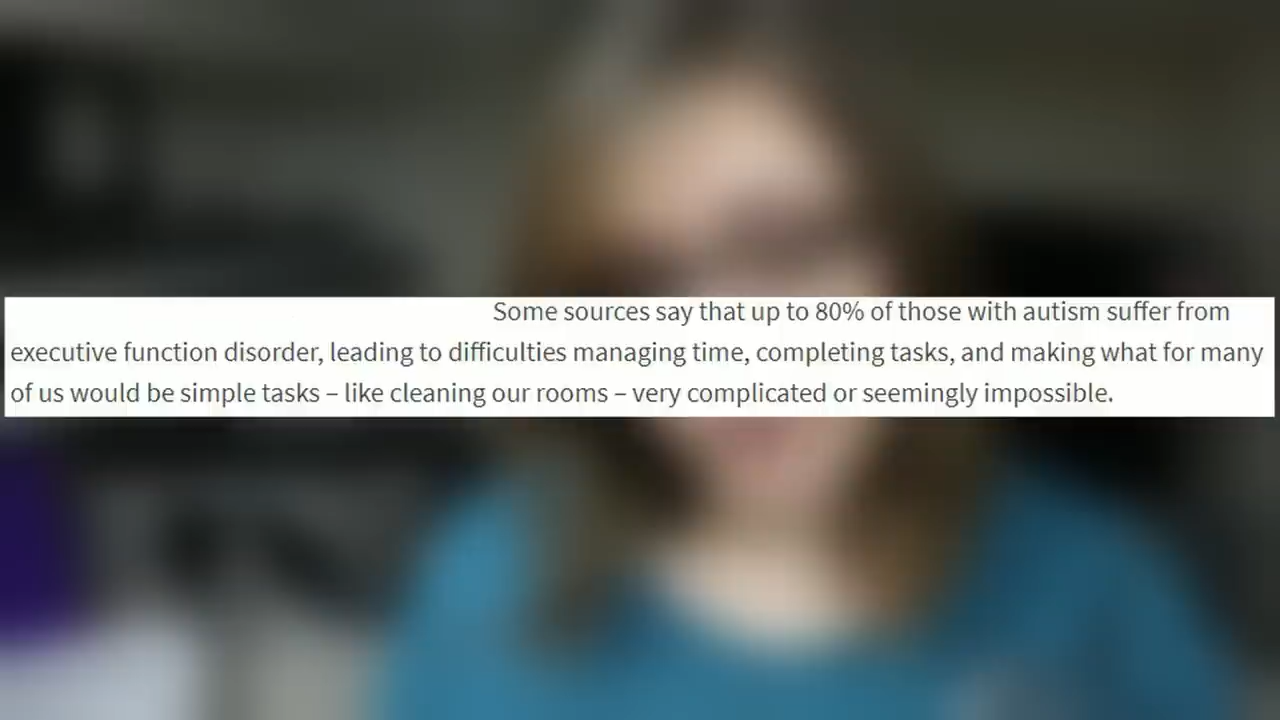 Some sources say that up to 80% of those with autism suffer from
executive function disorder, leading to difficulties managing time, completing tasks, and making what for many
of us would be simple tasks – like cleaning our rooms – very complicated or seemingly impossible.